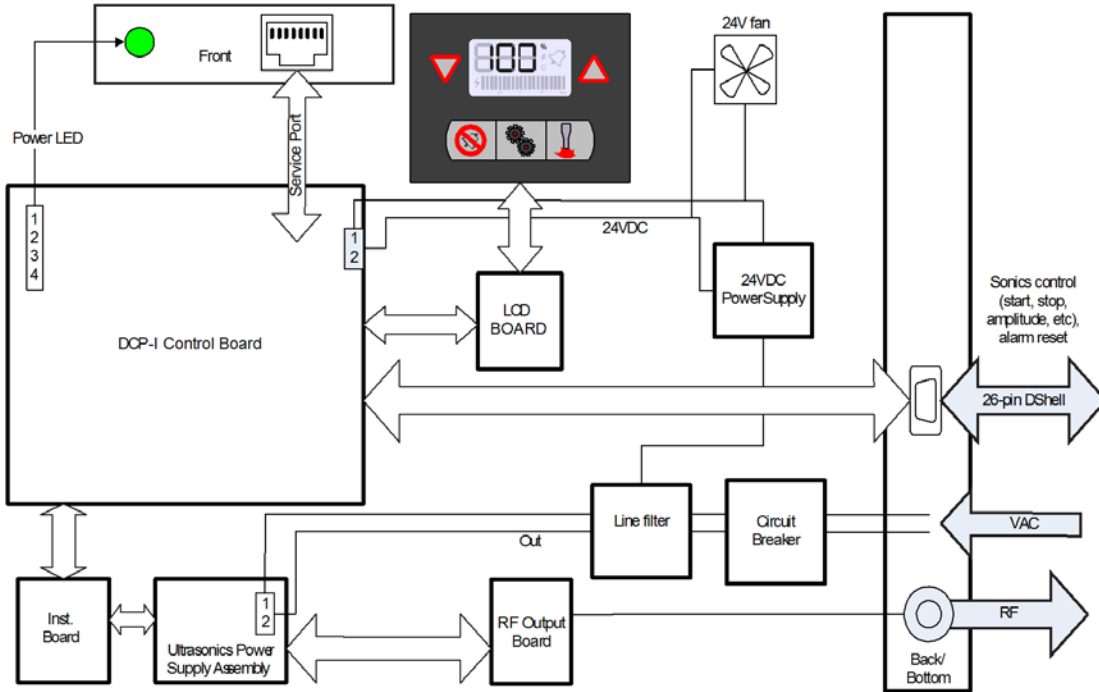 24V fan
Front
100 %
Power LED
Service Port
1
2
3
4
1
2
24VDC
24VDC
PowerSupply
LCD
BOARD
DCP-I Control Board
Sonics control
(start, stop,
amplitude, etc),
alarm reset
26-pin DShell
Line filter
Circuit
Breaker
VAC
Out
Inst.
Board
1
2
Ultrasonics Power
Supply Assembly
RF Output
Board
RF
Back/
Bottom